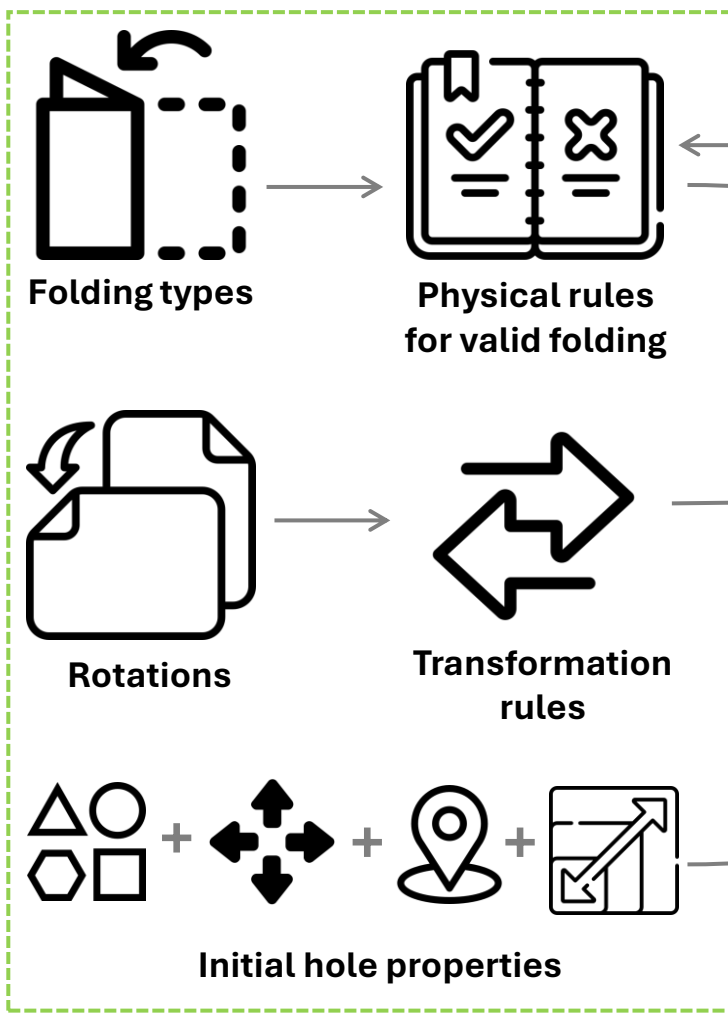 Folding types
Physical rules
for valid folding
Rotations
Transformation
rules
+ + +
Initial hole properties